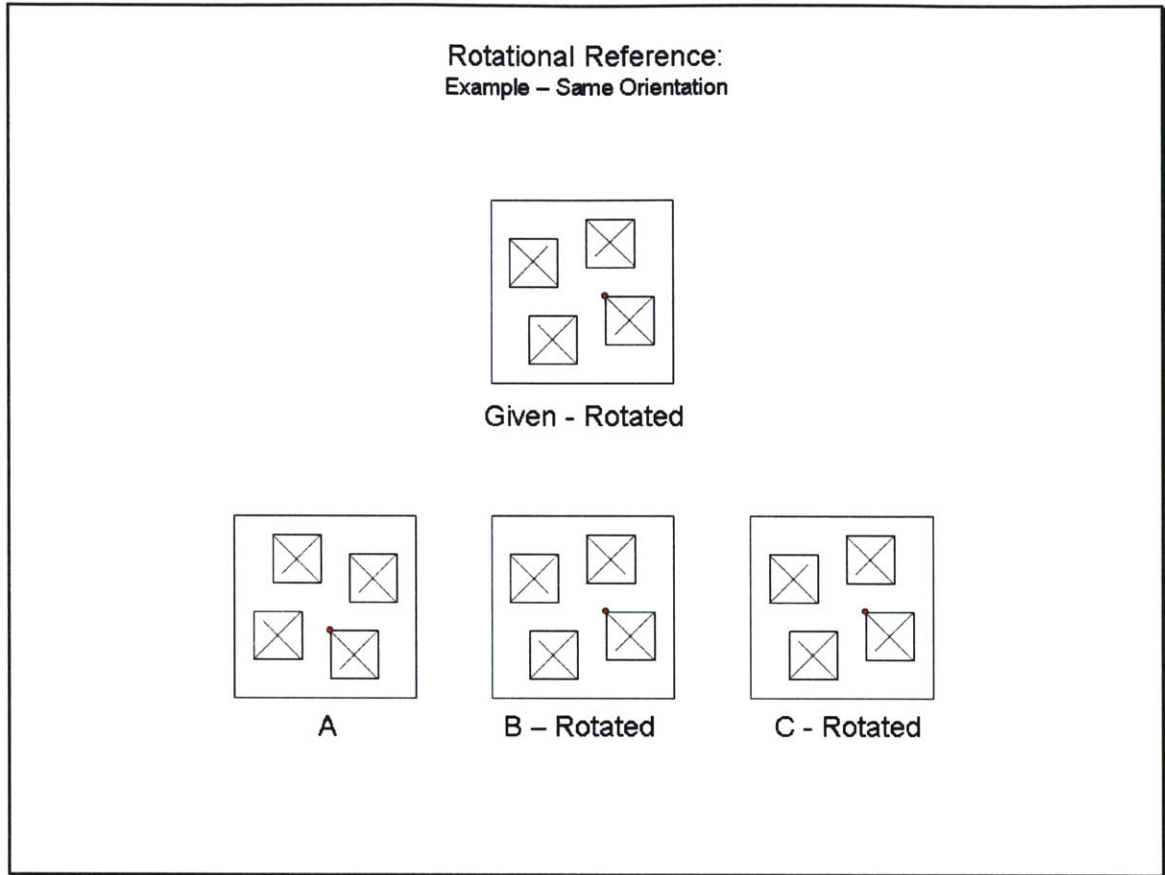 Rotational Reference:
Example – Same Orientation
Given - Rotated
A
B – Rotated
C - Rotated